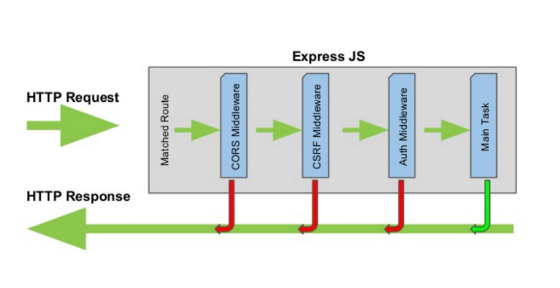 Express JS
HTTP Request
Matched Route
CORS Middleware
CSRF Middleware
Auth Middleware
Main Task
HTTP Response